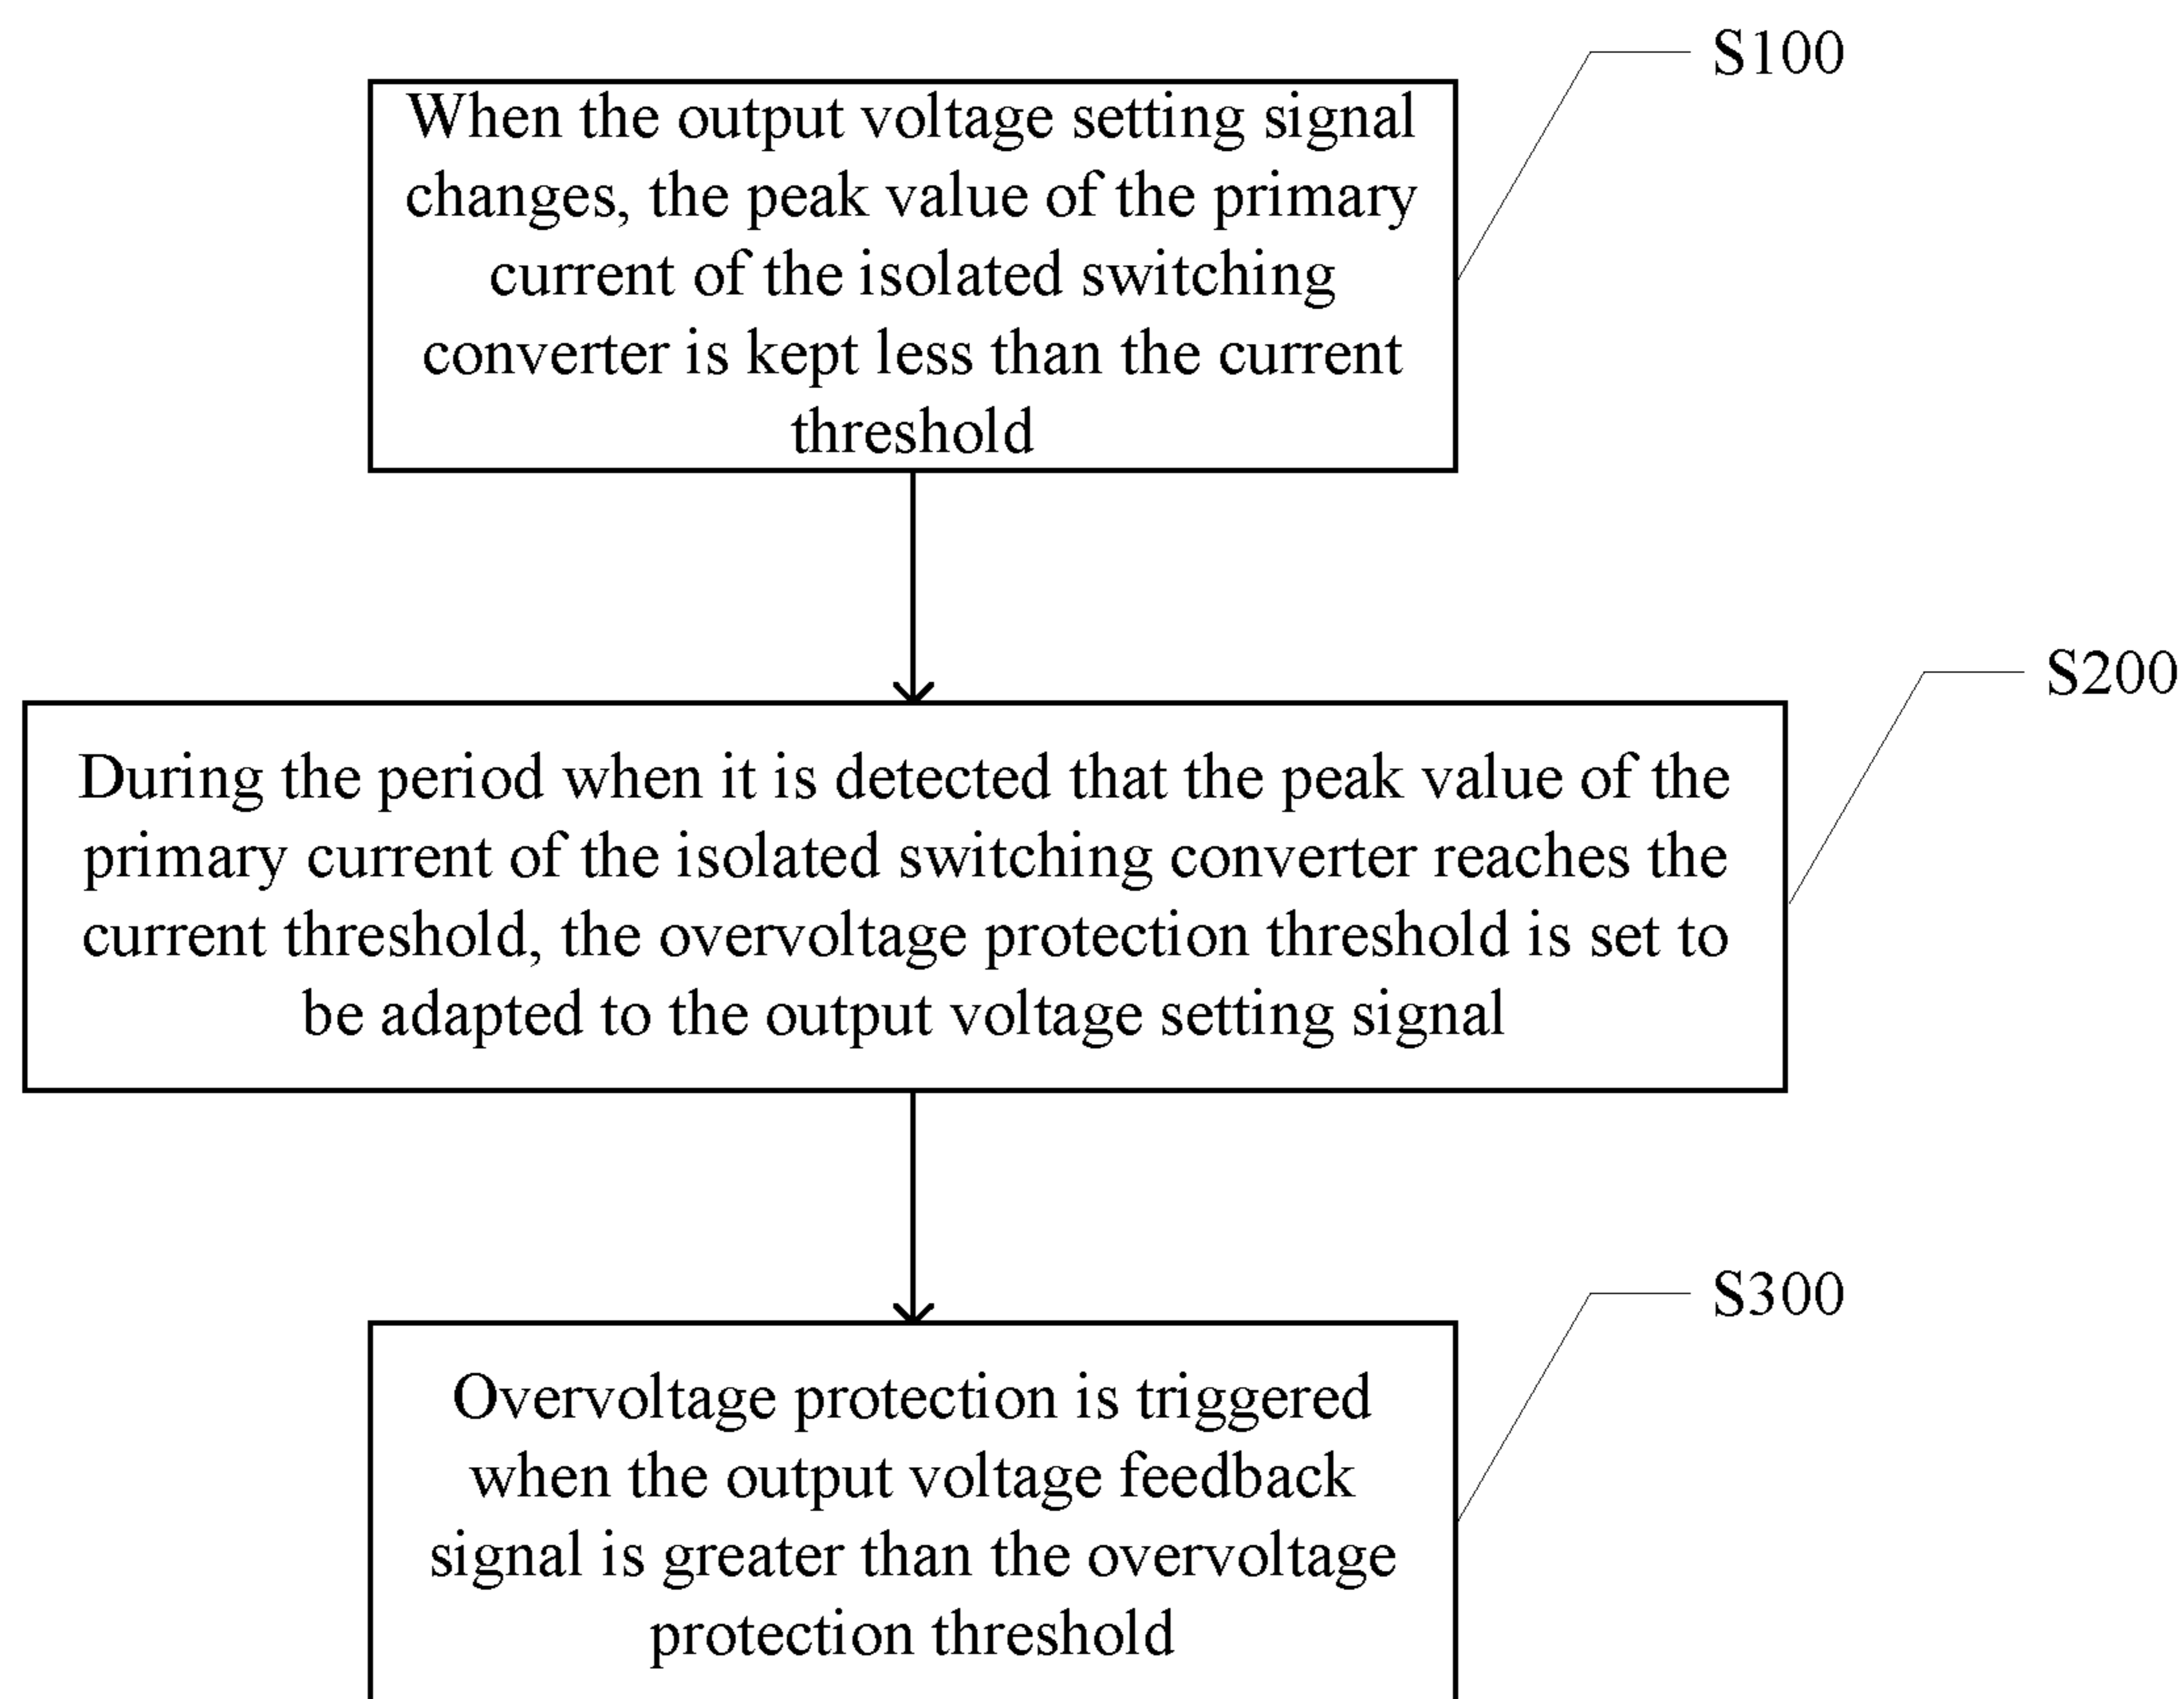 S100
When the output voltage setting signal
changes, the peak value of the primary
current of the isolated switching
converter is kept less than the current
threshold
S200
During the period when it is detected that the peak value of the
primary current of the isolated switching converter reaches the
current threshold, the overvoltage protection threshold is set to
be adapted to the output voltage setting signal
S300
Overvoltage protection is triggered
when the output voltage feedback
signal is greater than the overvoltage
protection threshold